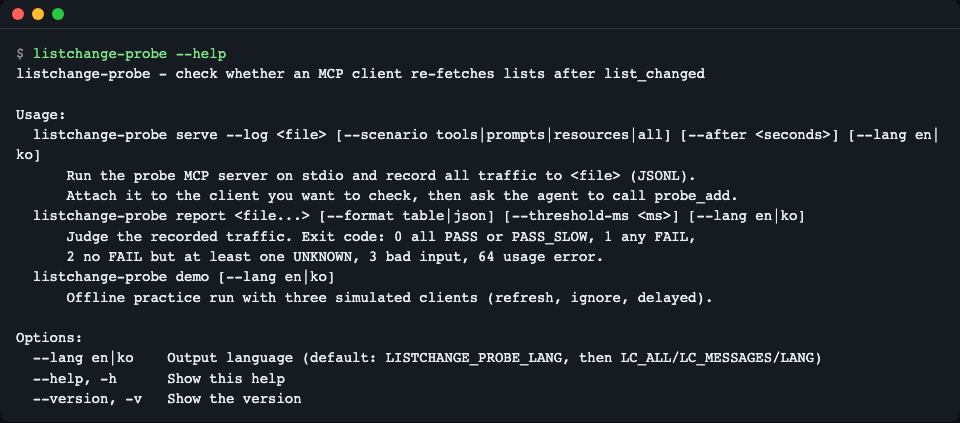 $ listchange-probe --help
listchange-probe - check whether an MCP client re-fetches lists after list_changed

Usage:
  listchange-probe serve --log <file> [--scenario tools|prompts|resources|all] [--after <seconds>] [--lang en|
ko]
      Run the probe MCP server on stdio and record all traffic to <file> (JSONL).
      Attach it to the client you want to check, then ask the agent to call probe_add.
  listchange-probe report <file...> [--format table|json] [--threshold-ms <ms>] [--lang en|ko]
      Judge the recorded traffic. Exit code: 0 all PASS or PASS_SLOW, 1 any FAIL,
      2 no FAIL but at least one UNKNOWN, 3 bad input, 64 usage error.
  listchange-probe demo [--lang en|ko]
      Offline practice run with three simulated clients (refresh, ignore, delayed).

Options:
  --lang en|ko    Output language (default: LISTCHANGE_PROBE_LANG, then LC_ALL/LC_MESSAGES/LANG)
  --help, -h      Show this help
  --version, -v   Show the version